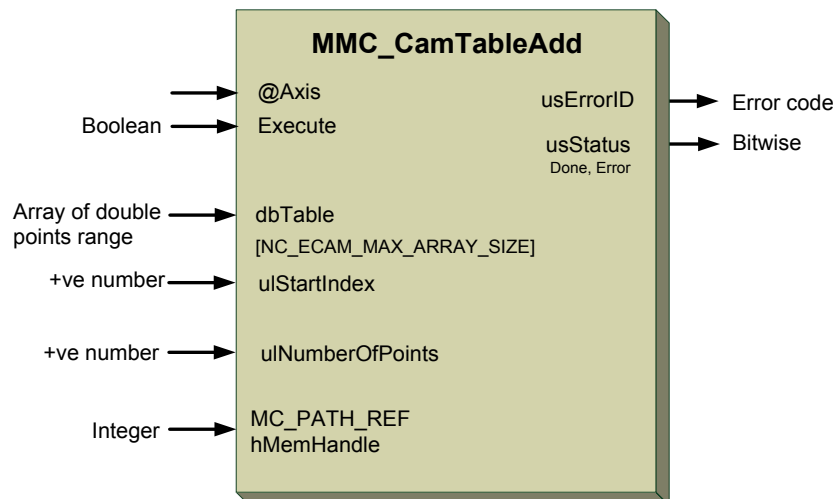 MMC_CamTableAdd
@Axis
usErrorID
Error code
Boolean
Execute
usStatus
Bitwise
Done, Error
Array of double
points range
dbTable
[NC_ECAM_MAX_ARRAY_SIZE]
+ve number
ulStartIndex
+ve number
ulNumberOfPoints
Integer
MC_PATH_REF
hMemHandle